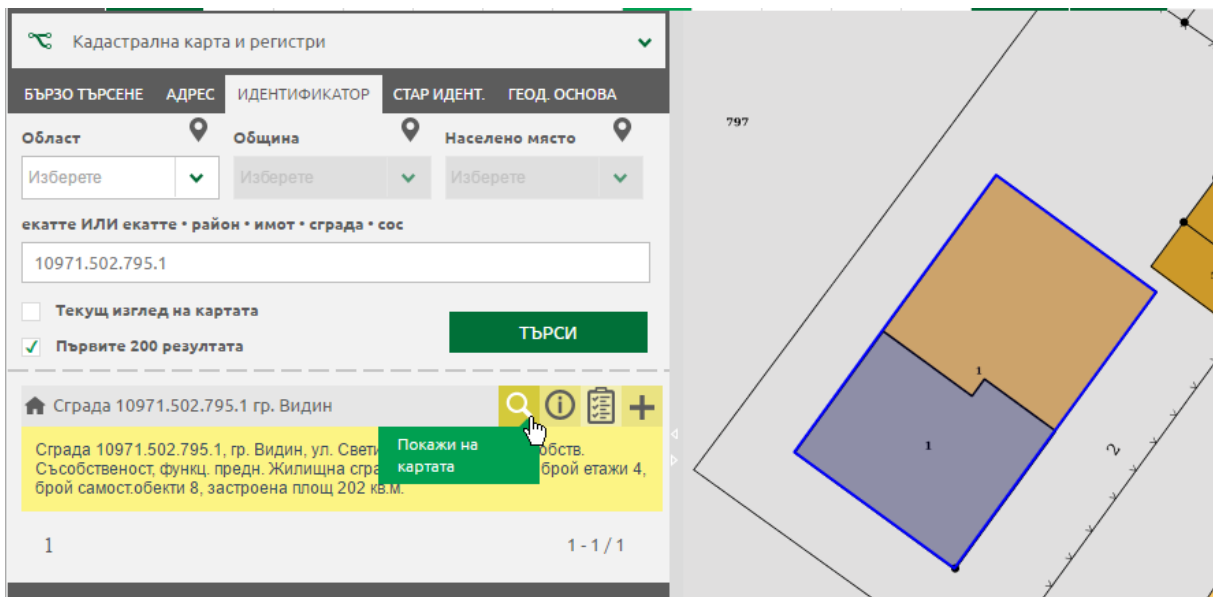 Кадастрална карта и регистри
БЪРЗО ТЪРСЕНЕ АДРЕС ИДЕНТИФИКАТОР СТАР ИДЕНТ. ГЕОД. ОСНОВА
Област Община Населено място
Изберете Изберете Изберете
екатте ИЛИ екатте • район • имот • сграда • сос
10971.502.795.1
Текущ изглед на картата
Първите 200 резултата
ТЪРСИ
Сграда 10971.502.795.1 гр. Видин
Сграда 10971.502.795.1, гр. Видин, ул. Свети
обств.
Съсобственост, функц. предн. Жилищна сгра
брой етажи 4,
брой самост.обекти 8, застроена площ 202 кв.м.
Покажи на
картата
1 1 - 1 / 1
797
1
1
2